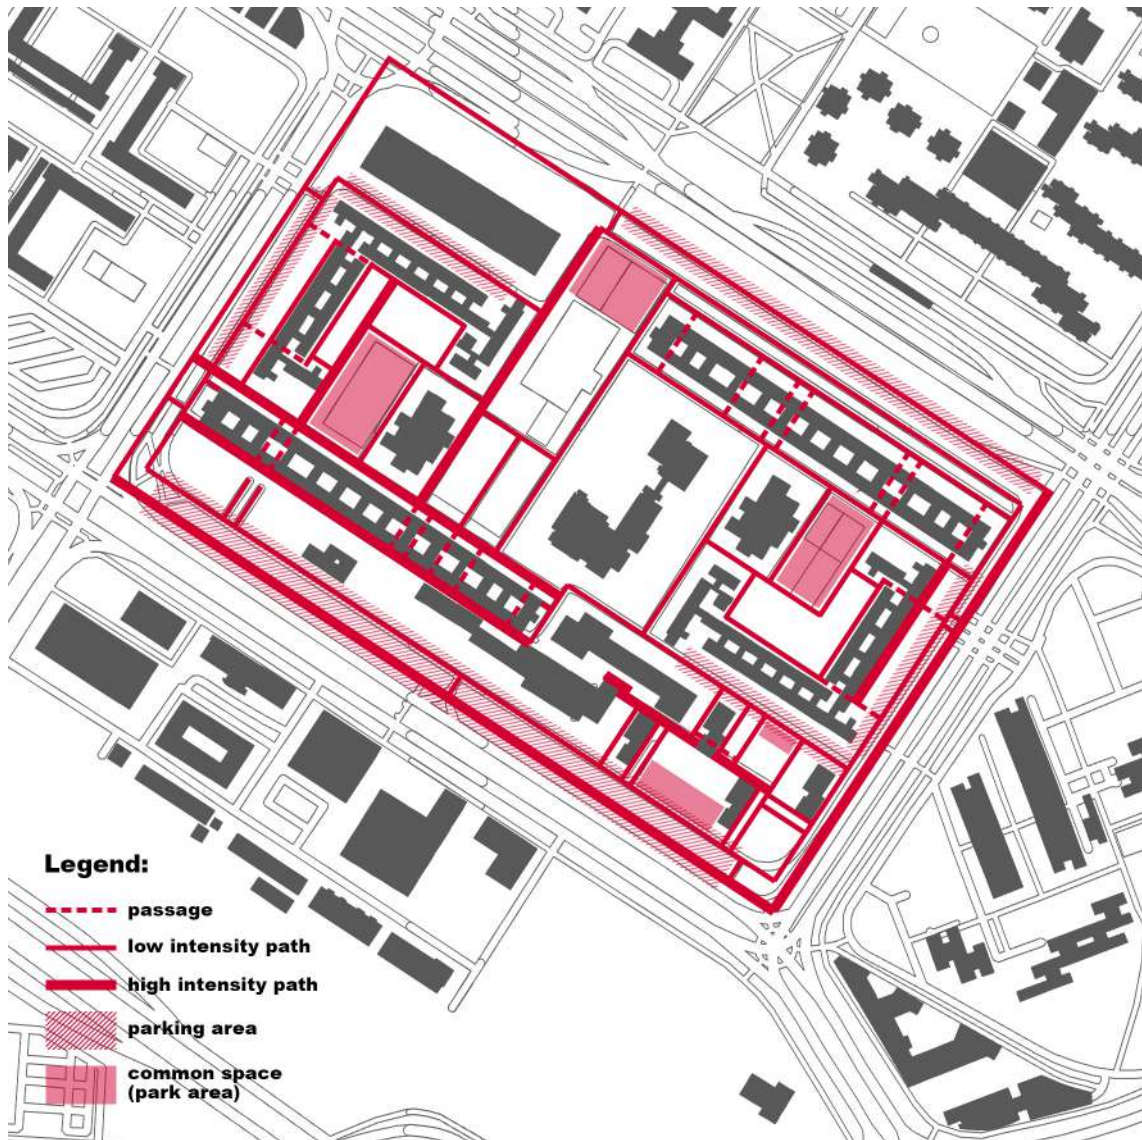 Legend:
passage
low intensity path
high intensity path
parking area
common space
(park area)